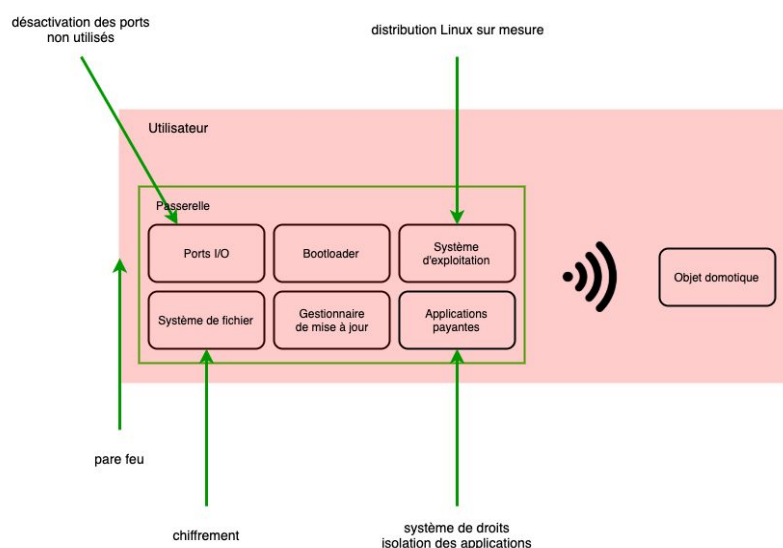 désactivation des ports
non utilisés
distribution Linux sur mesure
Utilisateur
Passerelle
Ports I/O
Bootloader
Système
d'exploitation
Objet domotique
Système de fichier
Gestionnaire
de mise à jour
Applications
payantes
pare feu
chiffrement
système de droits
isolation des applications